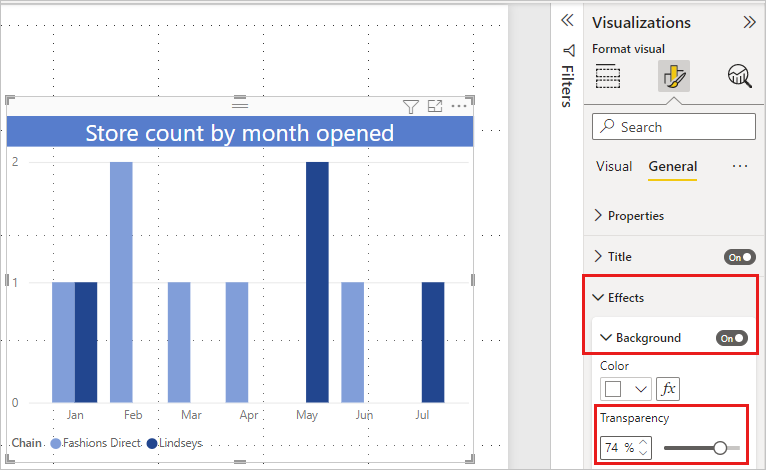 Store count by month opened
2
1
0
Jan Feb Mar Apr May Jun Jul
Chain Fashions Direct Lindseys
Filters
Visualizations
Format visual
Search
Visual General
Properties
Title On
Effects
Background On
Color
fx
Transparency
74 %